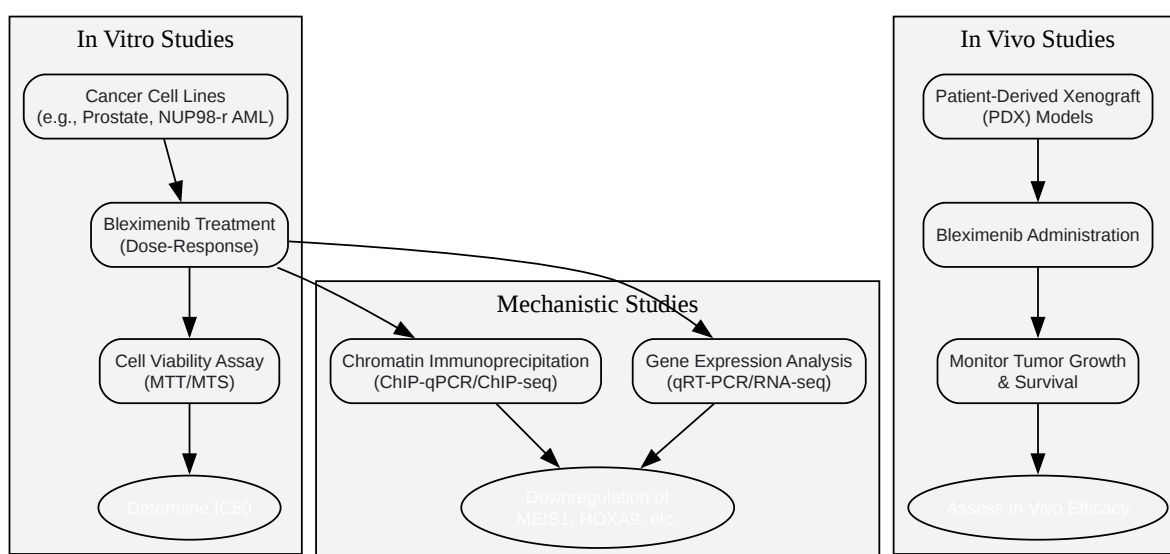 In Vitro Studies
Cancer Cell Lines
(e.g., Prostate, NUP98-r AML)
Bleximenib Treatment
(Dose-Response)
Cell Viability Assay
(MTT/MTS)
Determine IC50
Mechanistic Studies
Chromatin Immunoprecipitation
(ChIP-qPCR/ChIP-seq)
Gene Expression Analysis
(qRT-PCR/RNA-seq)
Downregulation of
MEIS1, HOXA9, etc.
In Vivo Studies
Patient-Derived Xenograft
(PDX) Models
Bleximenib Administration
Monitor Tumor Growth
& Survival
Assess In Vivo Efficacy